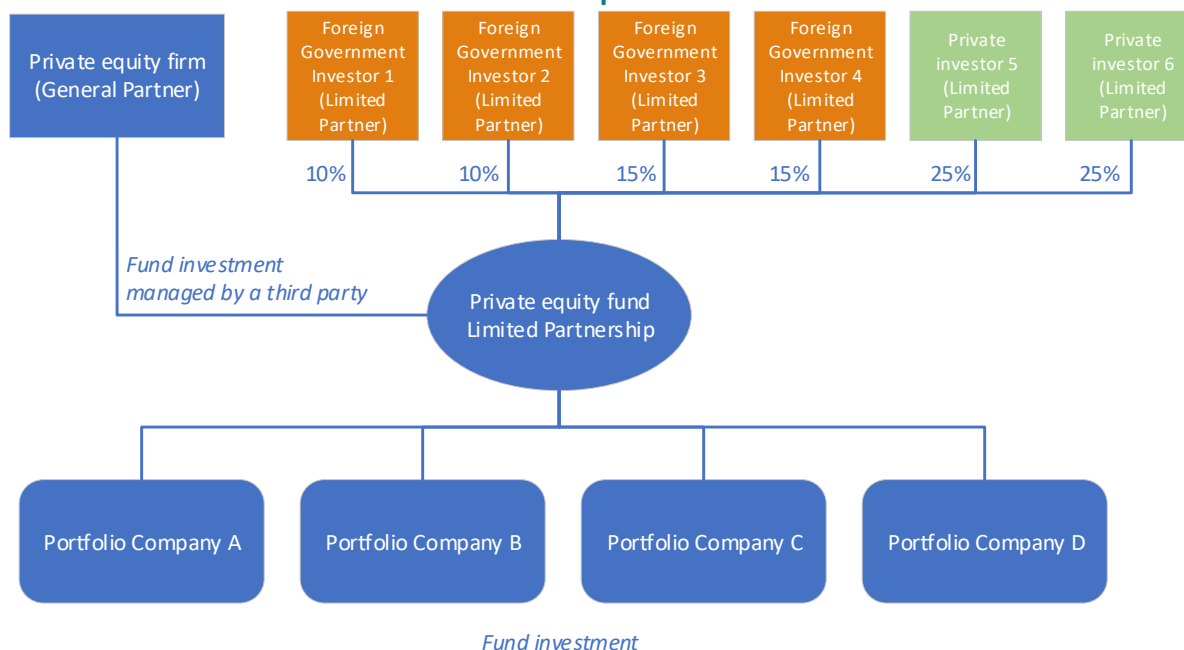 Private equity firm
(General Partner)
Foreign
Government
Investor 1
(Limited
Partner)
Foreign
Government
Investor 2
(Limited
Partner)
Foreign
Government
Investor 3
(Limited
Partner)
Foreign
Government
Investor 4
(Limited
Partner)
Private
investor 5
(Limited
Partner)
Private
investor 6
(Limited
Partner)
10%
10%
15%
15%
25%
25%
Fund investment
managed by a third party
Private equity fund
Limited Partnership
Portfolio Company A
Portfolio Company B
Portfolio Company C
Portfolio Company D
Fund investment